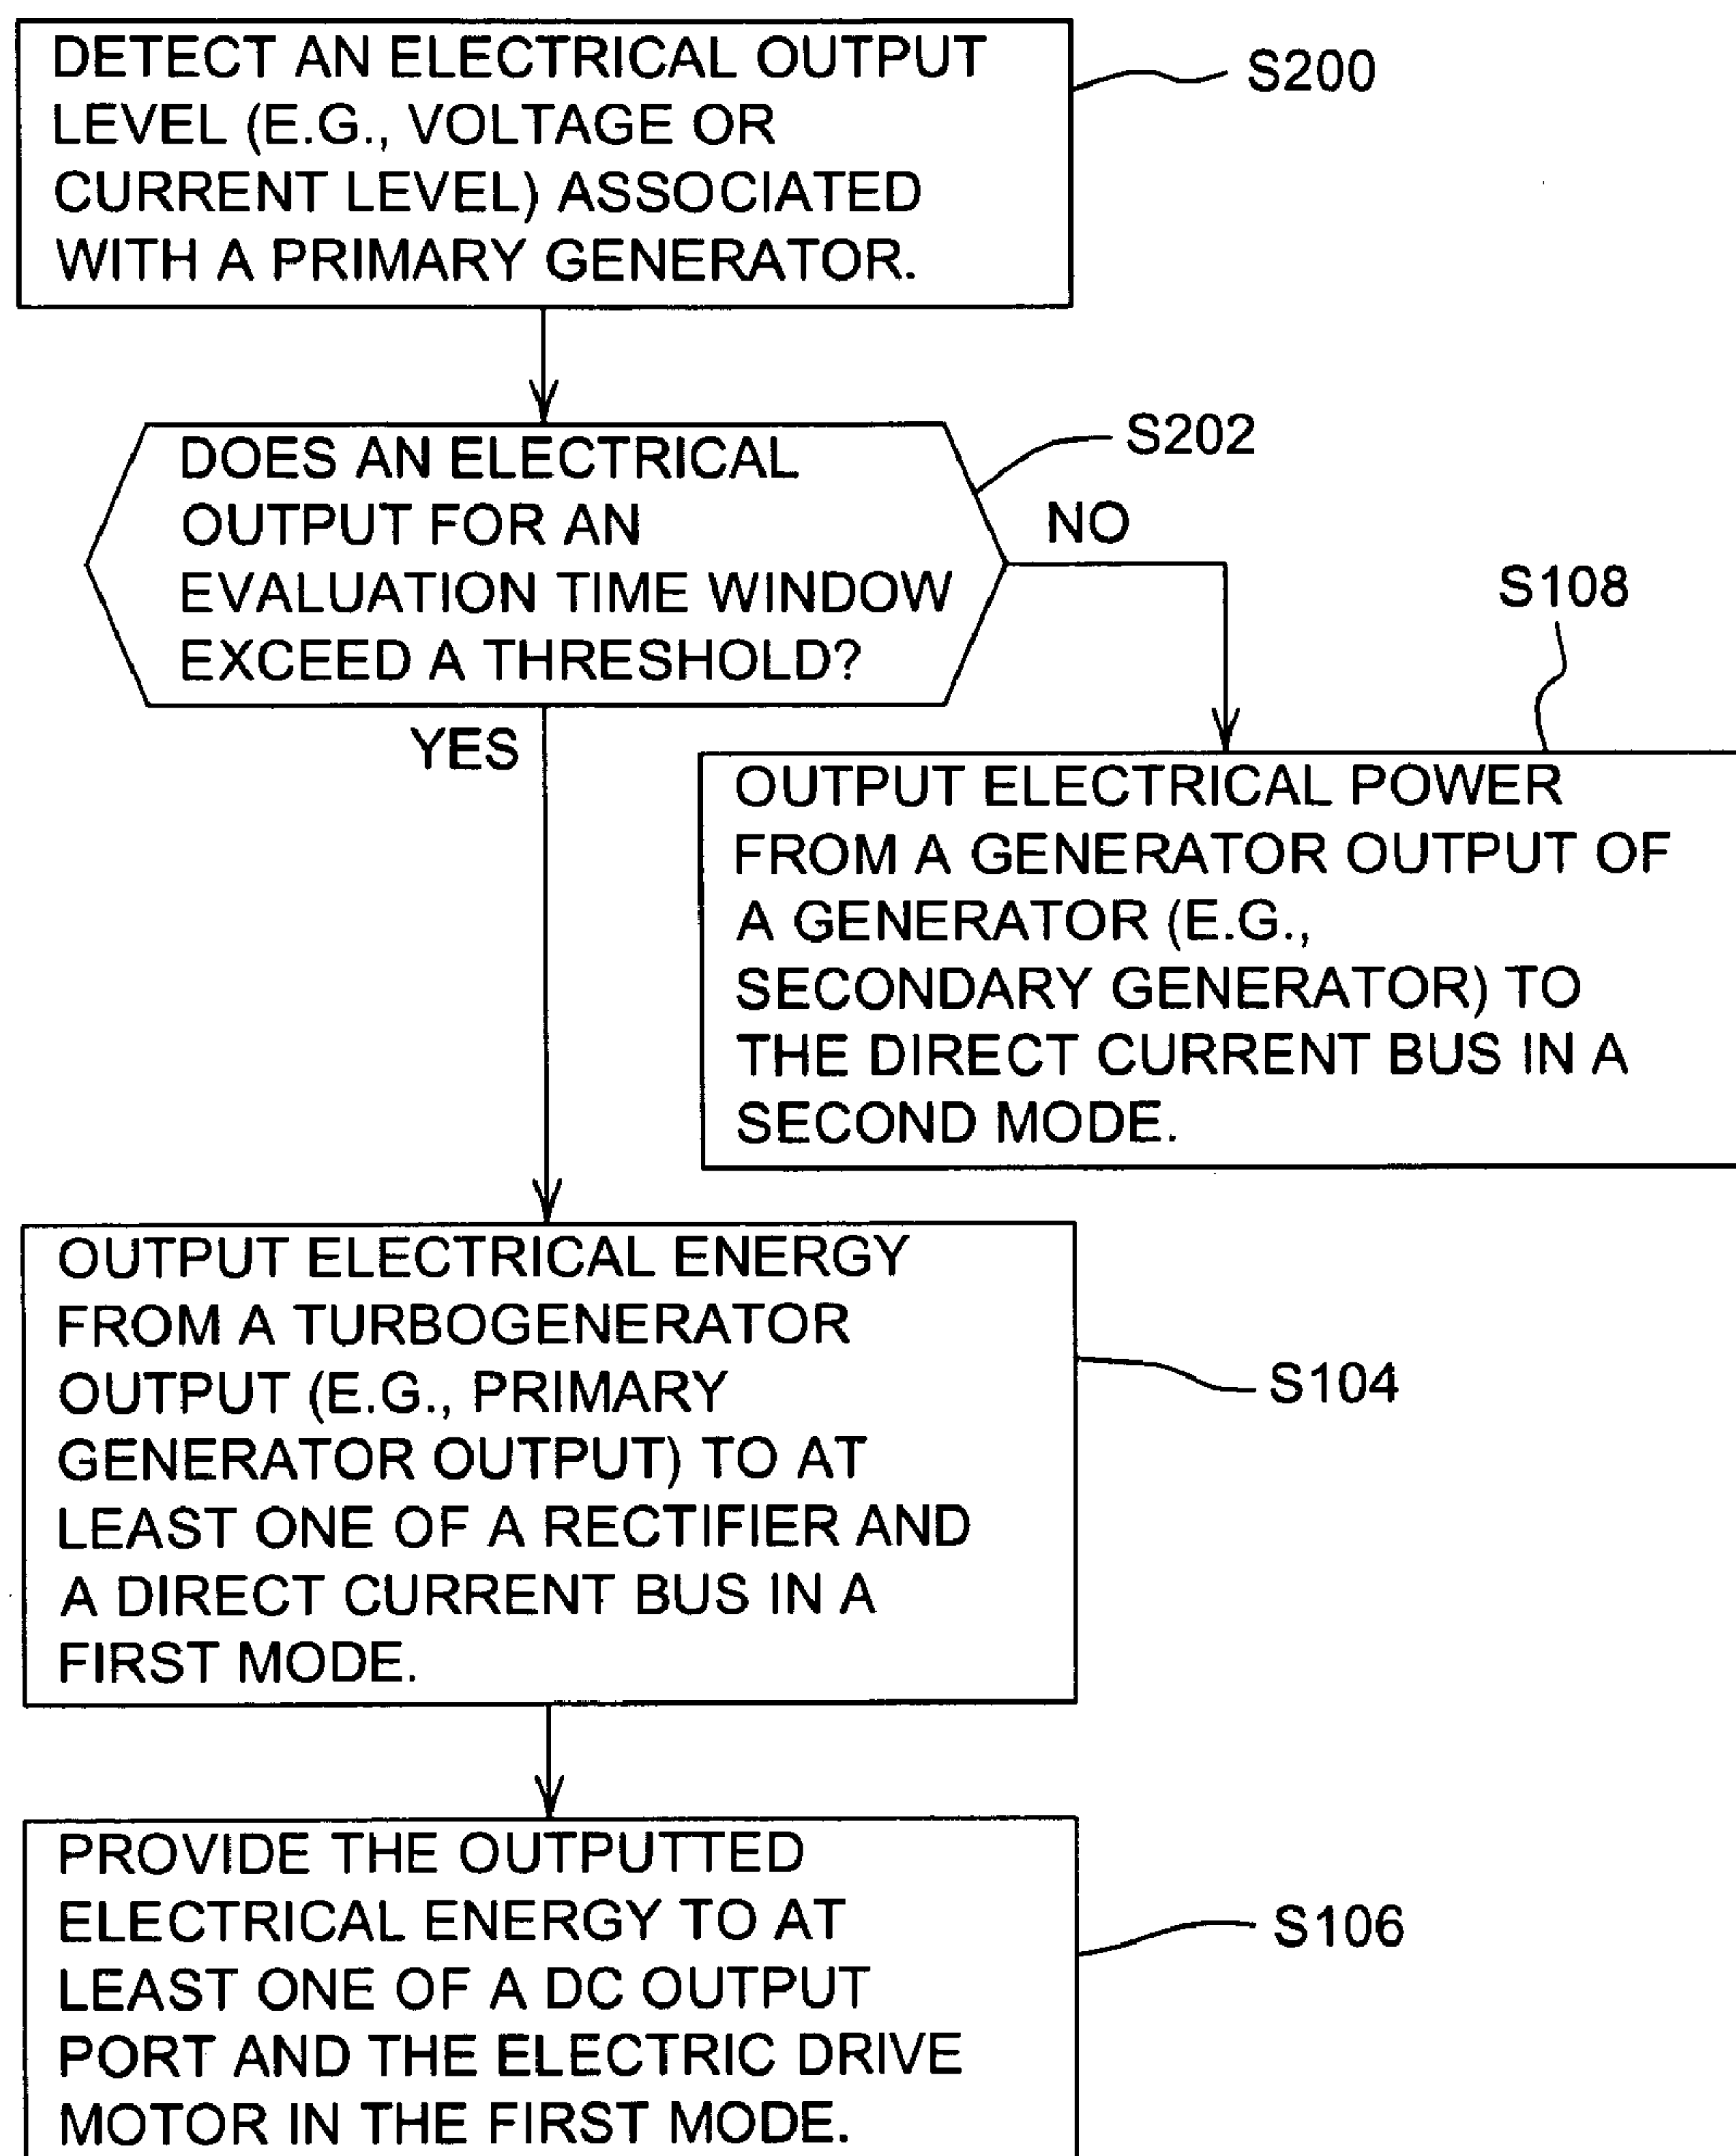 DETECT AN ELECTRICAL OUTPUT
LEVEL (E.G., VOLTAGE OR
CURRENT LEVEL) ASSOCIATED
WITH A PRIMARY GENERATOR.
S200
DOES AN ELECTRICAL
OUTPUT FOR AN
EVALUATION TIME WINDOW
EXCEED A THRESHOLD?
S202
NO
YES
S108
OUTPUT ELECTRICAL POWER
FROM A GENERATOR OUTPUT OF
A GENERATOR (E.G.,
SECONDARY GENERATOR) TO
THE DIRECT CURRENT BUS IN A
SECOND MODE.
OUTPUT ELECTRICAL ENERGY
FROM A TURBOGENERATOR
OUTPUT (E.G., PRIMARY
GENERATOR OUTPUT) TO AT
LEAST ONE OF A RECTIFIER AND
A DIRECT CURRENT BUS IN A
FIRST MODE.
S104
PROVIDE THE OUTPUTTED
ELECTRICAL ENERGY TO AT
LEAST ONE OF A DC OUTPUT
PORT AND THE ELECTRIC DRIVE
MOTOR IN THE FIRST MODE.
S106